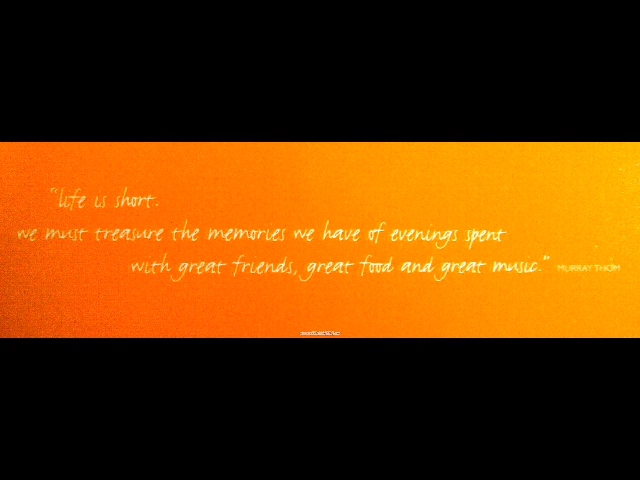 "life is short.
we must treasure the memories we have of evenings spent
with great friends, great food and great music." MURRAY THOM